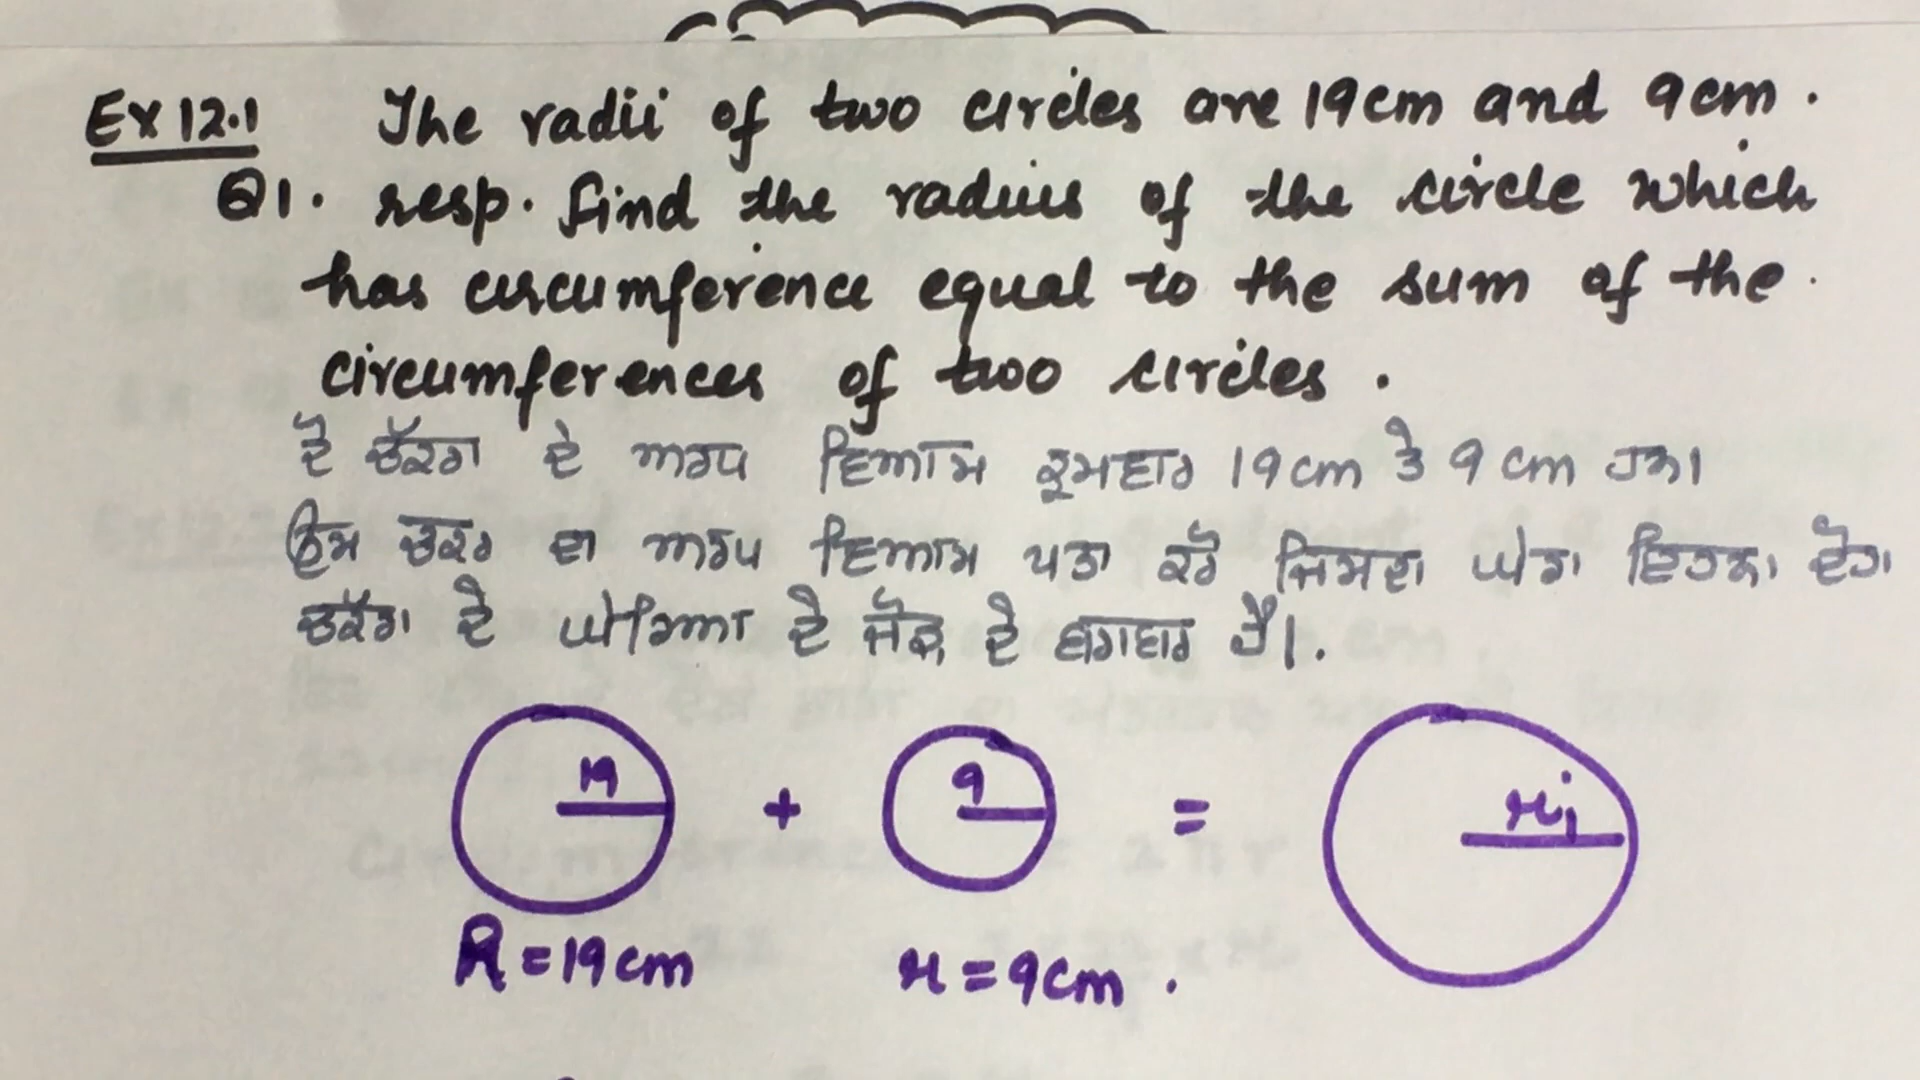 Ex 12.1 The radii of two circles are 19cm and 9cm.
Q1. resp. find the radius of the circle which
has circumference equal to the sum of the.
circumferences of two circles.
ਦੋ ਚੱਕਰਾਂ ਦੇ ਅਰਧ ਵਿਆਸ ਕ੍ਰਮਵਾਰ 19cm ਤੇ 9 cm ਹਨ।
ਉਸ ਚੱਕਰ ਦਾ ਅਰਧ ਵਿਆਸ ਪਤਾ ਕਰੋ ਜਿਸਦਾ ਘੇਰਾ ਇਹਨਾਂ ਦੋਹਾਂ
ਚੱਕਰਾਂ ਦੇ ਘੇਰਿਆਂ ਦੇ ਜੋੜ ਦੇ ਬਰਾਬਰ ਹੈ।.
19 + 9 = r₁
R = 19cm r = 9cm.